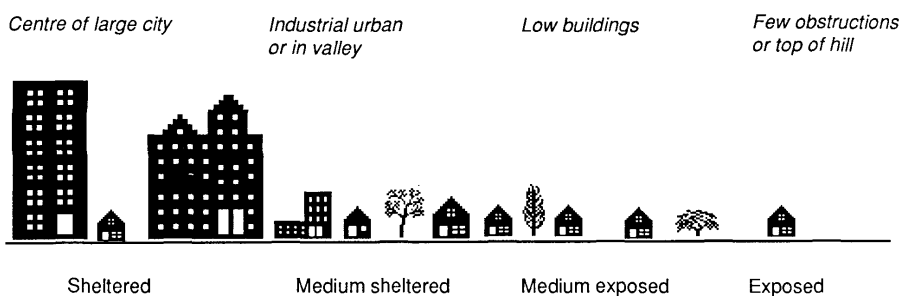 Centre of large city
Industrial urban
or in valley
Low buildings
Few obstructions
or top of hill
Sheltered
Medium sheltered
Medium exposed
Exposed